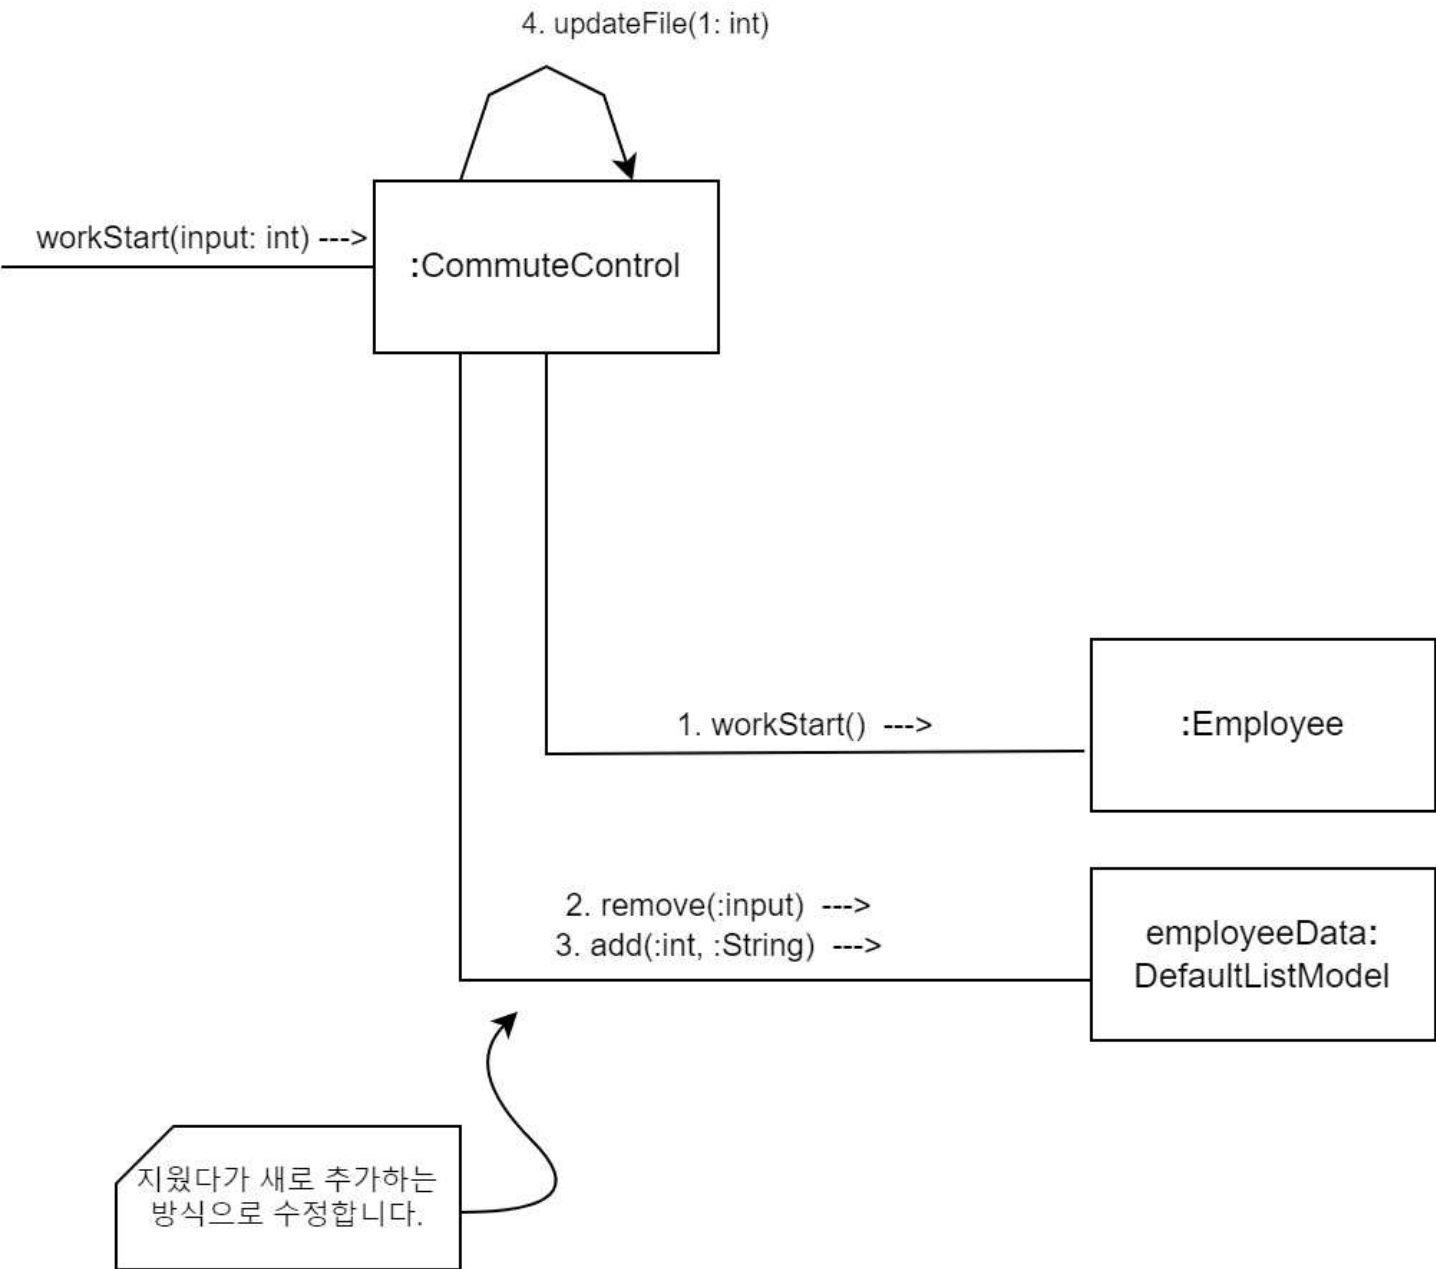 4. updateFile(1: int)
workStart(input: int) --->
:CommuteControl
1. workStart() --->
:Employee
2. remove(:input) --->
3. add(:int, :String) --->
employeeData:
DefaultListModel
지웠다가 새로 추가하는
방식으로 수정합니다.